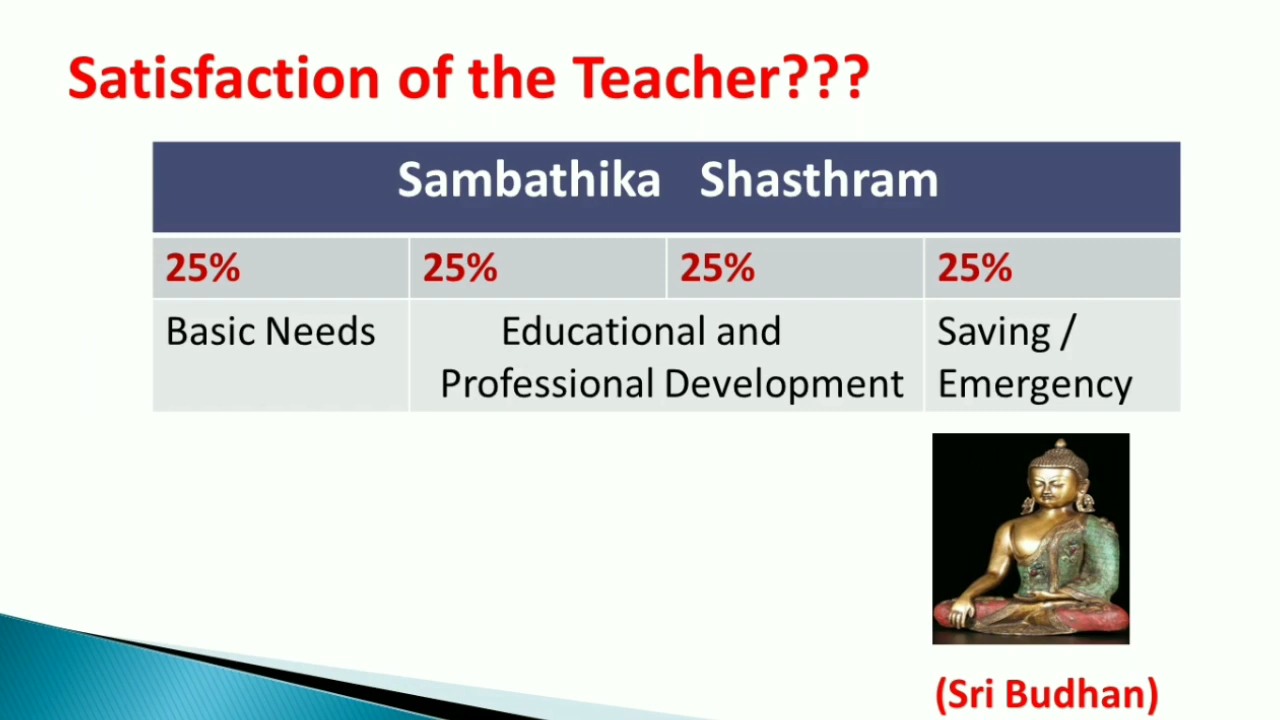 Satisfaction of the Teacher???
Sambathika Shasthram
25% 25% 25% 25%
Basic Needs Educational and Saving /
Professional Development Emergency
(Sri Budhan)